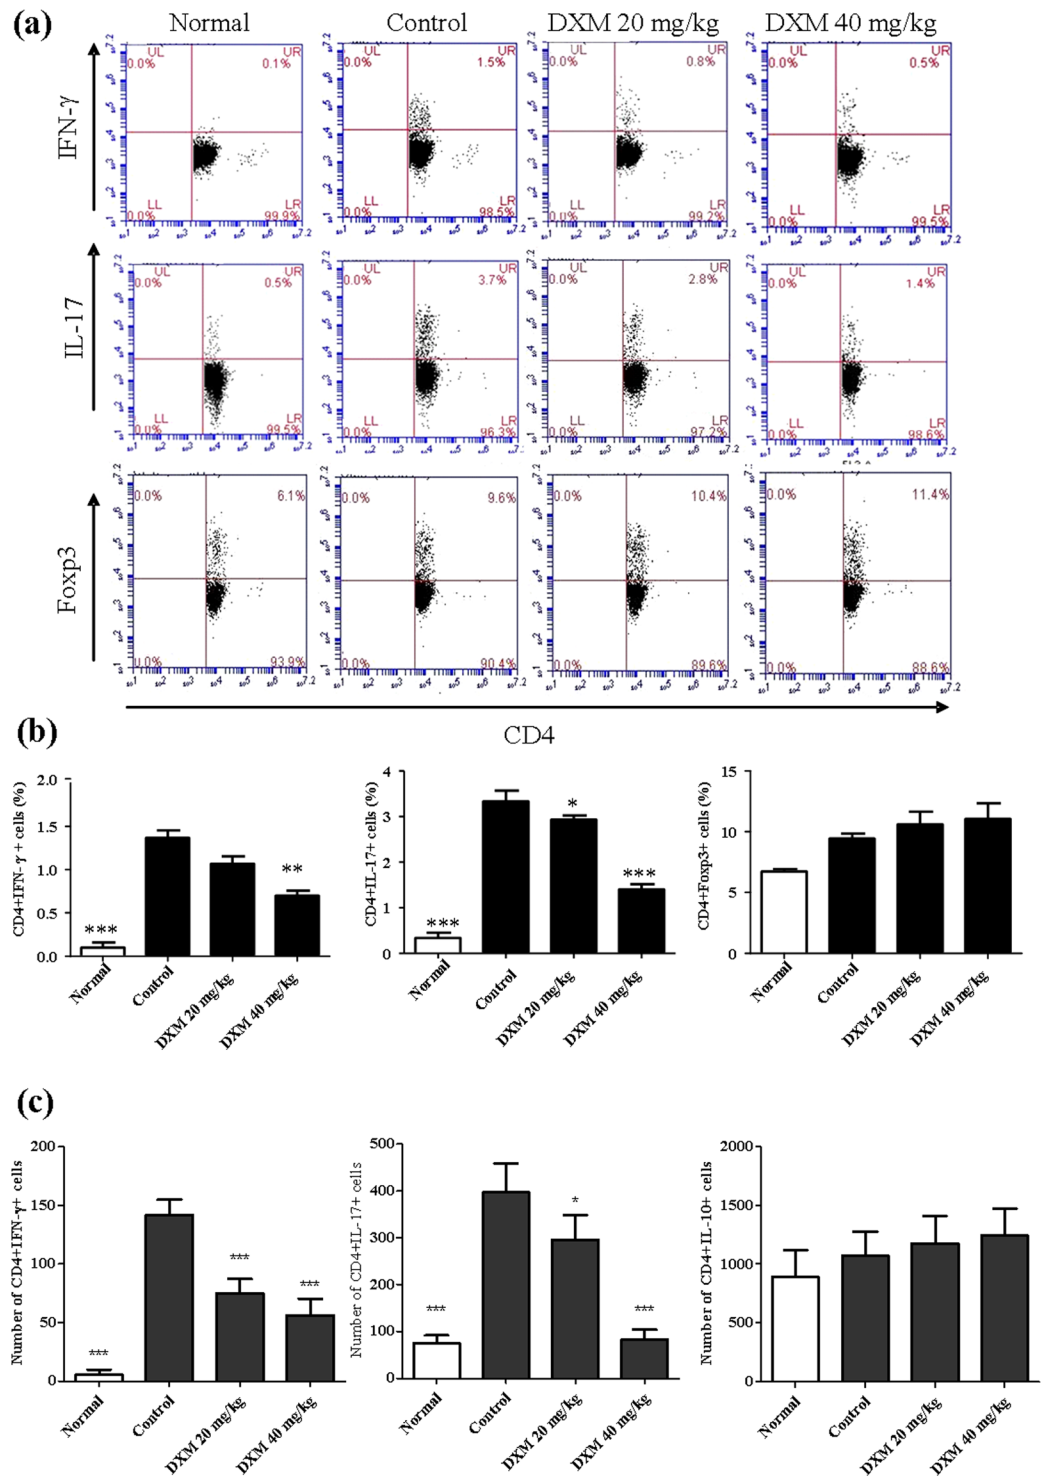 (a)
Normal Control DXM 20 mg/kg DXM 40 mg/kg
IFN-γ
UL UR
0.0% 0.1%
LL LR
0.0% 99.9%
UL UR
0.0% 1.5%
LL LR
0.0% 98.5%
UL UR
0.0% 0.8%
LL LR
0.0% 99.2%
UL UR
0.0% 0.5%
LL LR
0.0% 99.5%
IL-17
UL UR
0.0% 0.5%
LL LR
0.0% 99.5%
UL UR
0.0% 3.7%
LL LR
0.0% 96.3%
UL UR
0.0% 2.8%
LL LR
0.0% 97.2%
UL UR
0.0% 1.4%
LL LR
0.0% 98.6%
Foxp3
0.0% 6.1%
0.0% 93.9%
0.0% 9.6%
0.0% 90.4%
0.0% 10.4%
0.0% 89.6%
0.0% 11.4%
0.0% 88.6%
CD4
(b)
CD4+IFN-γ+ cells (%)
2.0
1.5
1.0
0.5
0.0
***
**
Normal
Control
DXM 20 mg/kg
DXM 40 mg/kg
CD4+IL-17+ cells (%)
4
3
2
1
0
***
*
***
Normal
Control
DXM 20 mg/kg
DXM 40 mg/kg
CD4+Foxp3+ cells (%)
15
10
5
0
Normal
Control
DXM 20 mg/kg
DXM 40 mg/kg
(c)
Number of CD4+IFN-γ+ cells
200
150
100
50
0
***
***
***
Normal
Control
DXM 20 mg/kg
DXM 40 mg/kg
Number of CD4+IL-17+ cells
500
400
300
200
100
0
***
*
***
Normal
Control
DXM 20 mg/kg
DXM 40 mg/kg
Number of CD4+IL-10+ cells
2000
1500
1000
500
0
Normal
Control
DXM 20 mg/kg
DXM 40 mg/kg